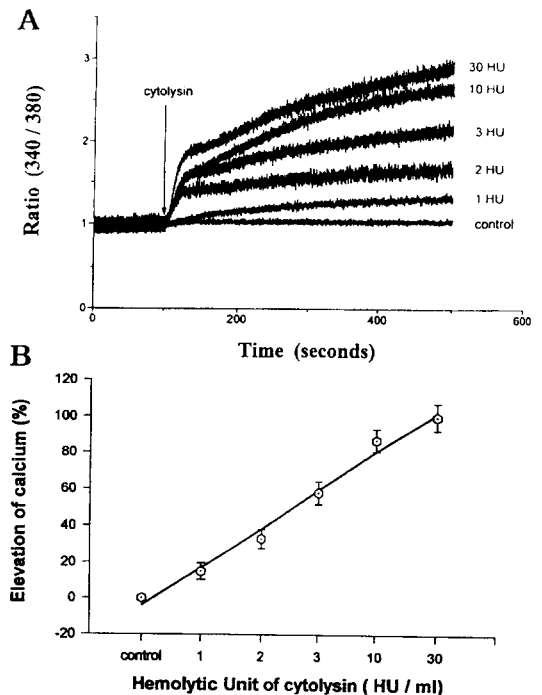 A
3
2
1
0
Ratio (340 / 380)
cytolysin
30 HU
10 HU
3 HU
2 HU
1 HU
control
0
200
400
600
Time (seconds)
B
120
100
80
60
40
20
0
-20
Elevation of calcium (%)
control
1
2
3
10
30
Hemolytic Unit of cytolysin ( HU / ml)